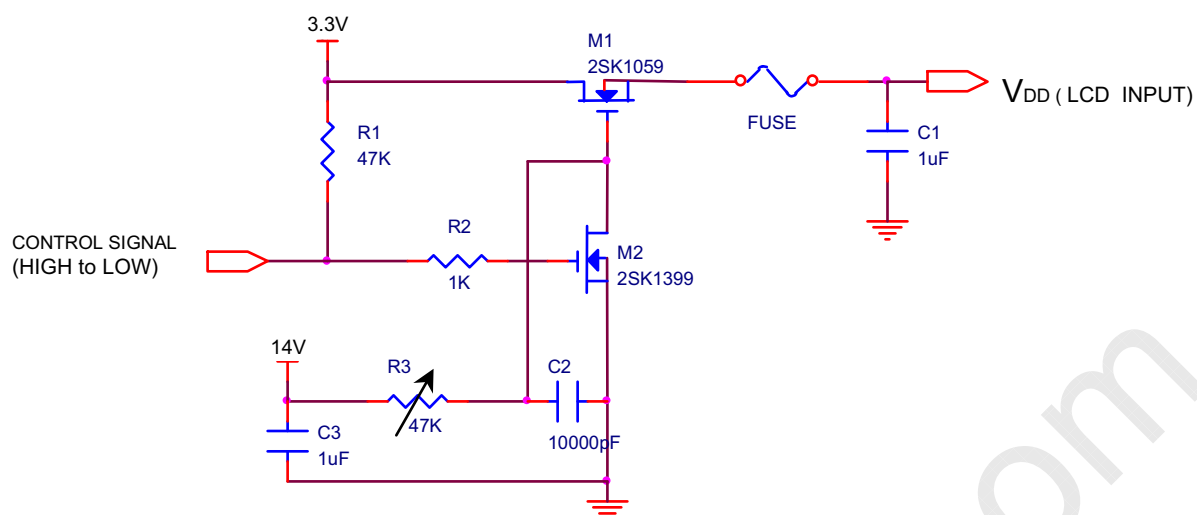 3.3V
M1
2SK1059
FUSE
VDD ( LCD INPUT)
R1
47K
C1
1uF
CONTROL SIGNAL
(HIGH to LOW)
R2
1K
M2
2SK1399
14V
R3
47K
C2
10000pF
C3
1uF
om